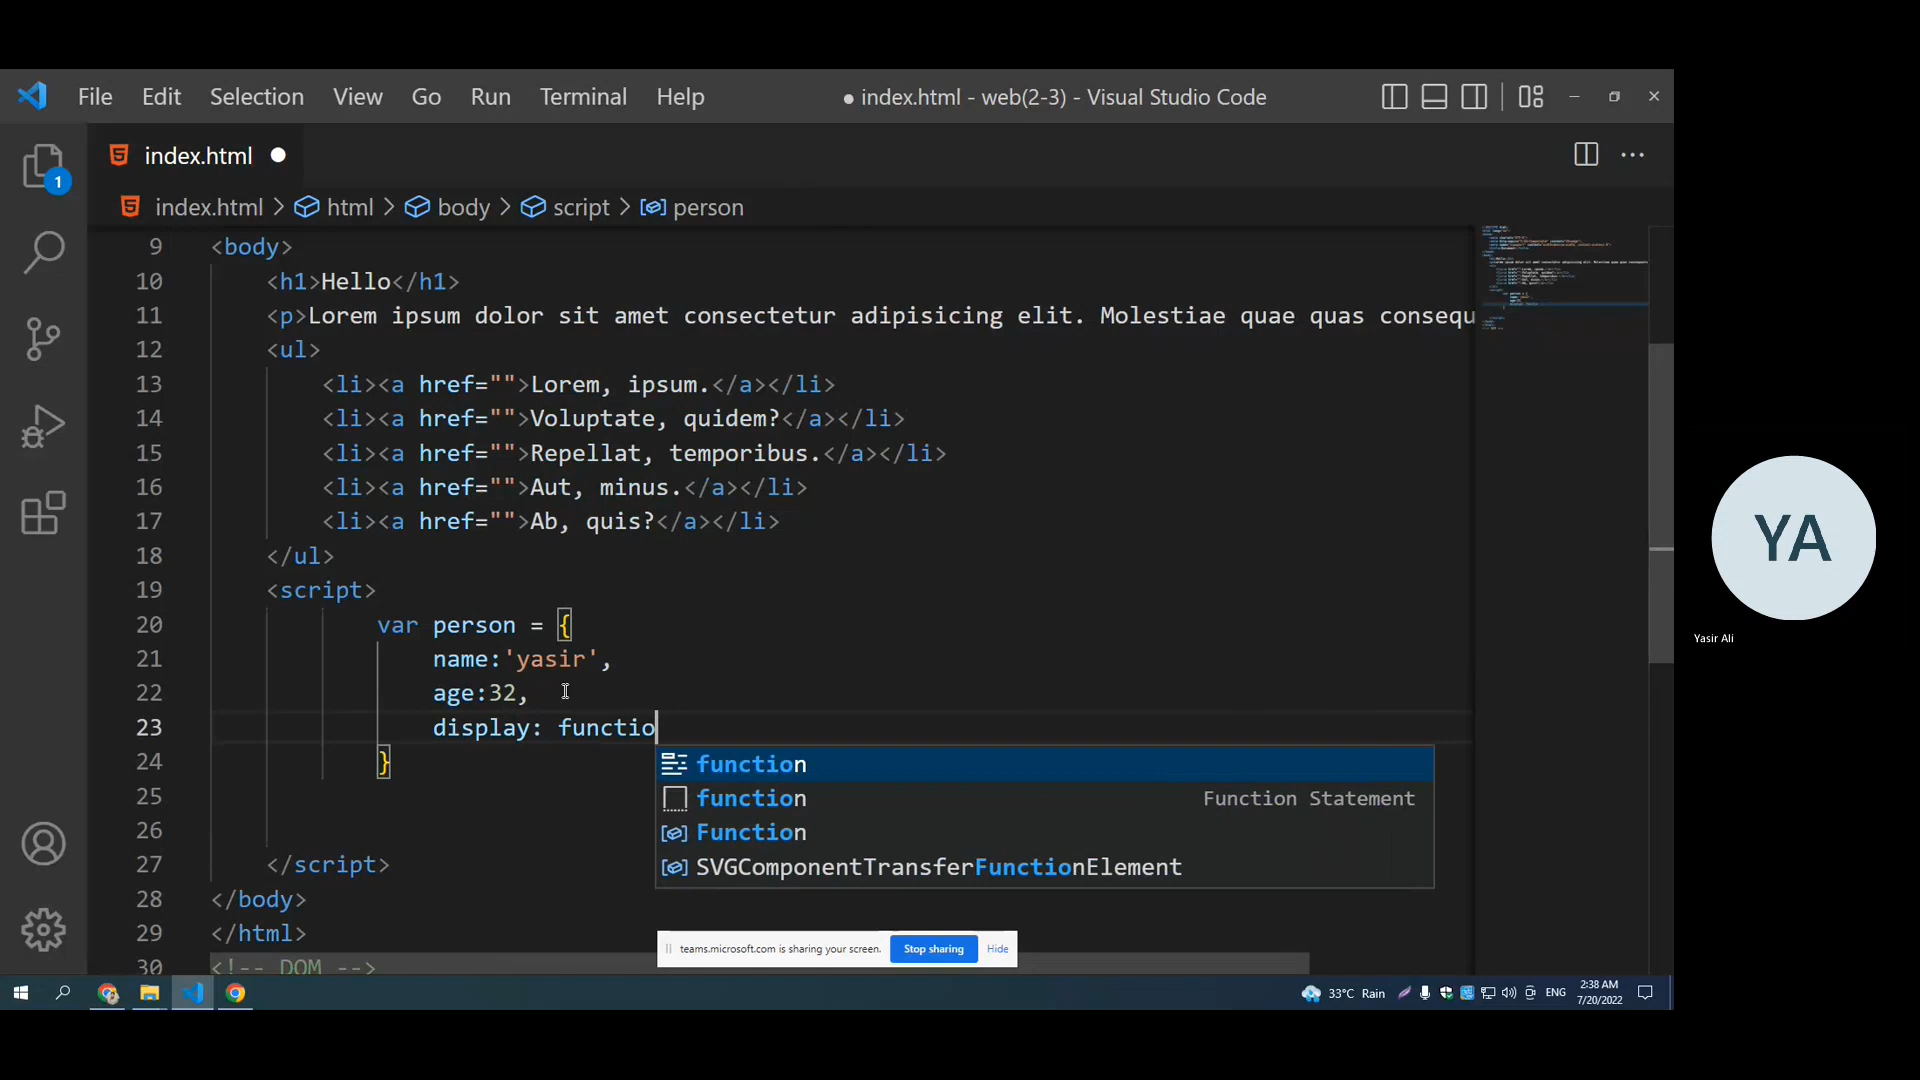 File Edit Selection View Go Run Terminal Help ● index.html - web(2-3) - Visual Studio Code
index.html
1
index.html > html > body > script > person
9 <body>
10 <h1>Hello</h1>
11 <p>Lorem ipsum dolor sit amet consectetur adipisicing elit. Molestiae quae quas consequ
12 <ul>
13 <li><a href="">Lorem, ipsum.</a></li>
14 <li><a href="">Voluptate, quidem?</a></li>
15 <li><a href="">Repellat, temporibus.</a></li>
16 <li><a href="">Aut, minus.</a></li>
17 <li><a href="">Ab, quis?</a></li>
18 </ul>
19 <script>
20 var person = {
21 name:'yasir',
22 age:32,
23 display: functio
24 }
function
25
function Function Statement
26
Function
27 </script>
SVGComponentTransferFunctionElement
28 </body>
29 </html>
30 <!-- DOM -->
YA
Yasir Ali
teams.microsoft.com is sharing your screen. Stop sharing Hide
33°C Rain ENG 2:38 AM
7/20/2022